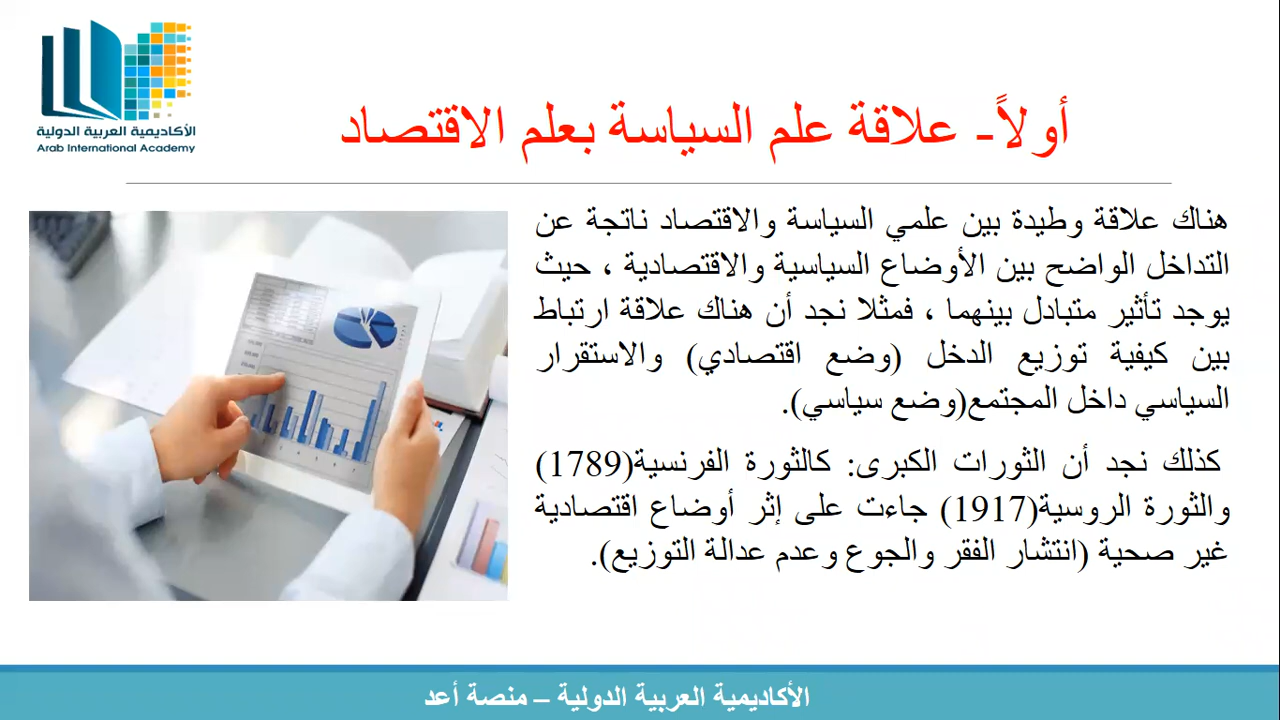 الأكاديمية العربية الدولية
Arab International Academy
أولاً- علاقة علم السياسة بعلم الاقتصاد
هناك علاقة وطيدة بين علمي السياسة والاقتصاد ناتجة عن
التداخل الواضح بين الأوضاع السياسية والاقتصادية ، حيث
يوجد تأثير متبادل بينهما ، فمثلا نجد أن هناك علاقة ارتباط
بين كيفية توزيع الدخل (وضع اقتصادي) والاستقرار
السياسي داخل المجتمع(وضع سياسي).
كذلك نجد أن الثورات الكبرى: كالثورة الفرنسية(1789)
والثورة الروسية(1917) جاءت على إثر أوضاع اقتصادية
غير صحية (انتشار الفقر والجوع وعدم عدالة التوزيع).
الأكاديمية العربية الدولية – منصة أعد